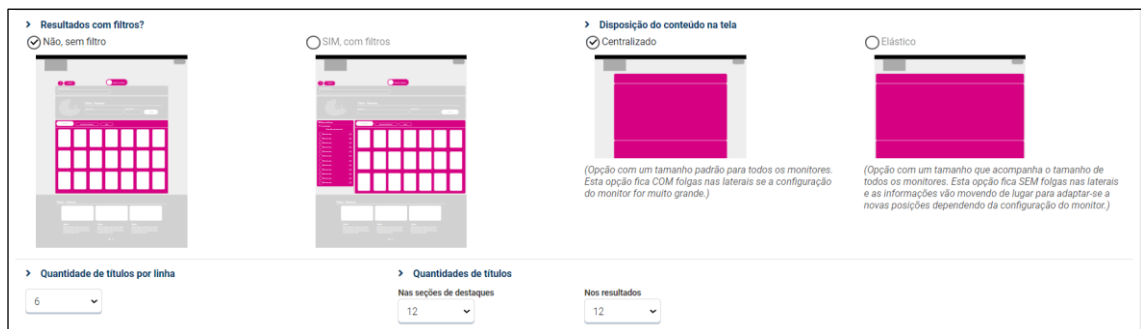 Resultados com filtros?
Não, sem filtro
SIM, com filtros
Disposição do conteúdo na tela
Centralizado
Elástico
(Opção com um tamanho padrão para todos os monitores.
Esta opção fica COM folgas nas laterais se a configuração
do monitor for muito grande.)
(Opção com um tamanho que acompanha o tamanho de
todos os monitores. Esta opção fica SEM folgas nas laterais
e as informações vão movendo de lugar para adaptar-se a
novas posições dependendo da configuração do monitor.)
Quantidade de títulos por linha
6
Quantidades de títulos
Nas seções de destaques
12
Nos resultados
12